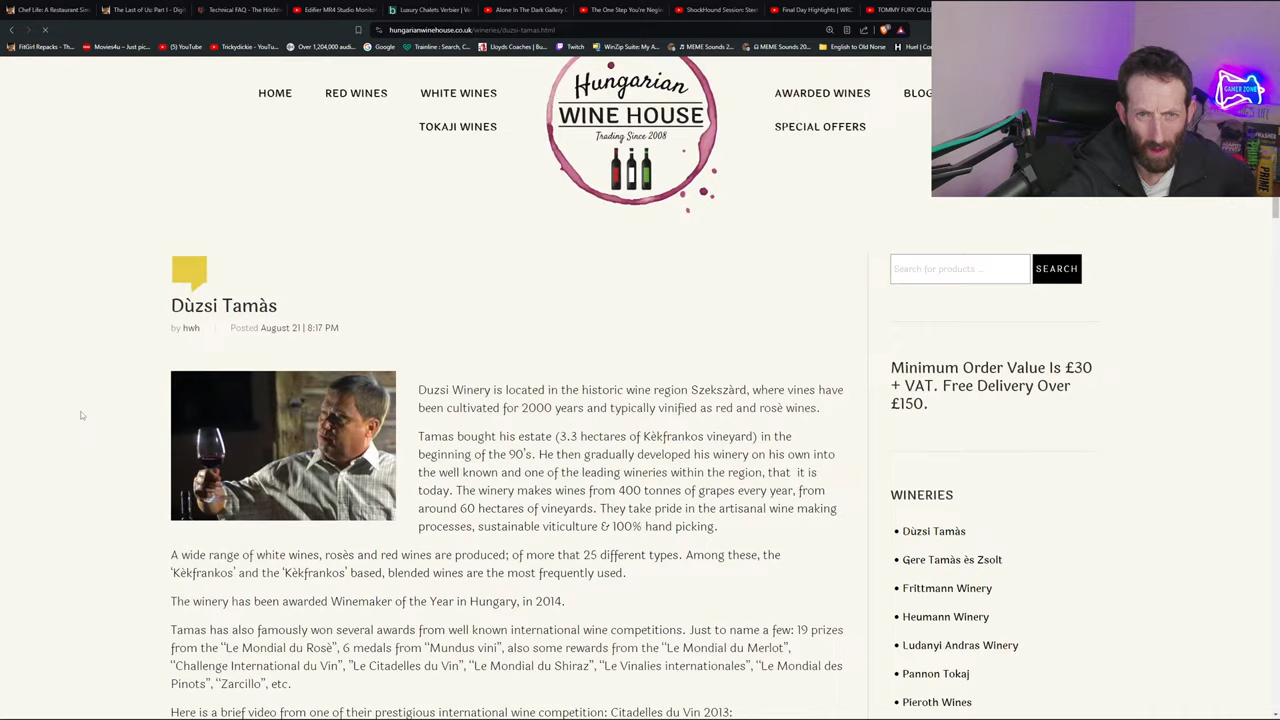 Chef Life: A Restaurant Sim
The Last of Us: Part I - Digit
Technical FAQ - The Hitchh
Edifier MR4 Studio Monitor
Luxury Chalets Verbier | Ve
Alone In The Dark Gallery C
The One Step You're Negle
ShockHound Session: Steel
Final Day Highlights | WRC
TOMMY FURY CALLE
hungarianwinehouse.co.uk/wineries/duzsi-tamas.html
FitGirl Repacks - Th...
Movies4u – Just pic...
(5) YouTube
Trickydickie - YouTu...
Over 1,204,000 aud...
Google
Trainline : Search, C...
Lloyds Coaches | Bu...
Twitch
WinZip Suite: My A...
MEME Sounds 2...
MEME Sounds 20...
English to Old Norse
Huel | Co
HOME
RED WINES
WHITE WINES
TOKAJI WINES
Hungarian
WINE HOUSE
Trading Since 2008
AWARDED WINES
BLOG
SPECIAL OFFERS
GAMER ZONE
PRIME
PRIME
Dùzsi Tamàs
by hwh
Posted August 21 | 8:17 PM
Duzsi Winery is located in the historic wine region Szekszàrd, where vines have
been cultivated for 2000 years and typically vinified as red and rosè wines.
Tamas bought his estate (3.3 hectares of Kèkfrankos vineyard) in the
beginning of the 90’s. He then gradually developed his winery on his own into
the well known and one of the leading wineries within the region, that it is
today. The winery makes wines from 400 tonnes of grapes every year, from
around 60 hectares of vineyards. They take pride in the artisanal wine making
processes, sustainable viticulture & 100% hand picking.
A wide range of white wines, rosès and red wines are produced; of more that 25 different types. Among these, the
‘Kèkfrankos’ and the ‘Kèkfrankos’ based, blended wines are the most frequently used.
The winery has been awarded Winemaker of the Year in Hungary, in 2014.
Tamas has also famously won several awards from well known international wine competitions. Just to name a few: 19 prizes
from the “Le Mondial du Rosè”, 6 medals from “Mundus vini”, also some rewards from the “Le Mondial du Merlot”,
“Challenge International du Vin”, ”Le Citadelles du Vin”, “Le Mondial du Shiraz”, “Le Vinalies internationales”, “Le Mondial des
Pinots”, “Zarcillo”, etc.
Here is a brief video from one of their prestigious international wine competition: Citadelles du Vin 2013:
Search for products …
SEARCH
Minimum Order Value Is £30
+ VAT. Free Delivery Over
£150.
WINERIES
• Dùzsi Tamàs
• Gere Tamàs ès Zsolt
• Frittmann Winery
• Heumann Winery
• Ludanyi Andras Winery
• Pannon Tokaj
• Pieroth Wines